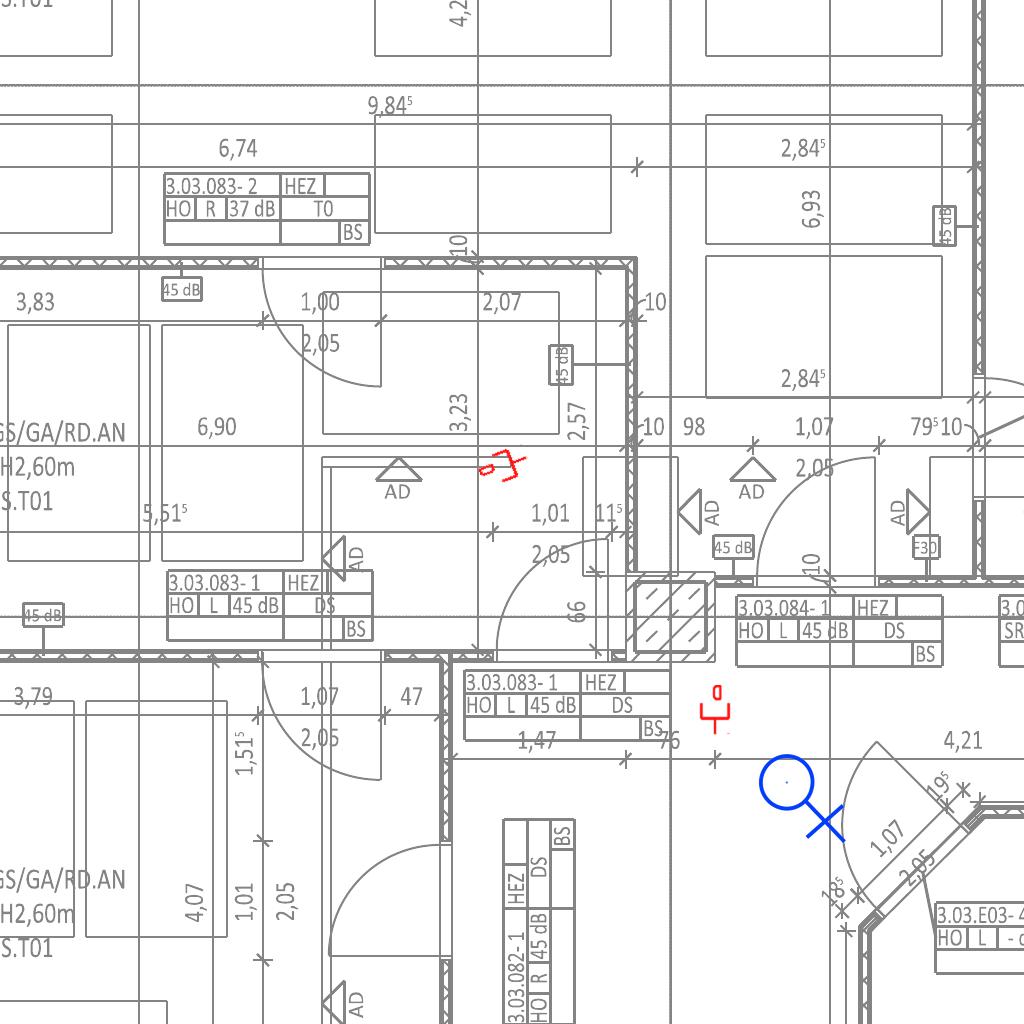 S.T01
4,2
9,84⁵
6,74
2,84⁵
3.03.083- 2 HEZ
HO R 37 dB T0
BS
6,93
45 dB
10
45 dB
3,83
1,00
2,07
10
2,05
45 dB
2,84⁵
3,23
2,57
GS/GA/RD.AN
H2,60m
S.T01
6,90
10
98
1,07
79⁵
10
2,05
a
AD
AD
AD
AD
5,51⁵
1,01
11⁵
2,05
AD
45 dB
F30
10
3.03.083- 1 HEZ
HO L 45 dB DS
BS
45 dB
66
3.03.084- 1 HEZ
HO L 45 dB DS
BS
3.0
SR
3,79
1,07
47
2,05
3.03.083- 1 HEZ
HO L 45 dB DS
BS
a
1,51⁵
1,47
76
4,21
19⁵
1,07
2,05
18⁵
GS/GA/RD.AN
H2,60m
S.T01
4,07
1,01
2,05
3.03.082- 1 HEZ
HO R 45 dB DS
BS
3.03.E03- 4
HO L - d
AD